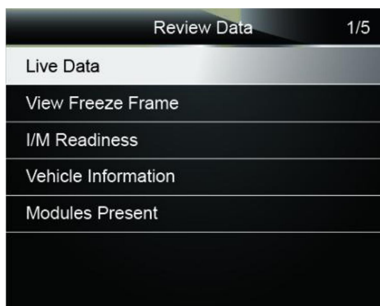 Review Data 1/5
Live Data
View Freeze Frame
I/M Readiness
Vehicle Information
Modules Present